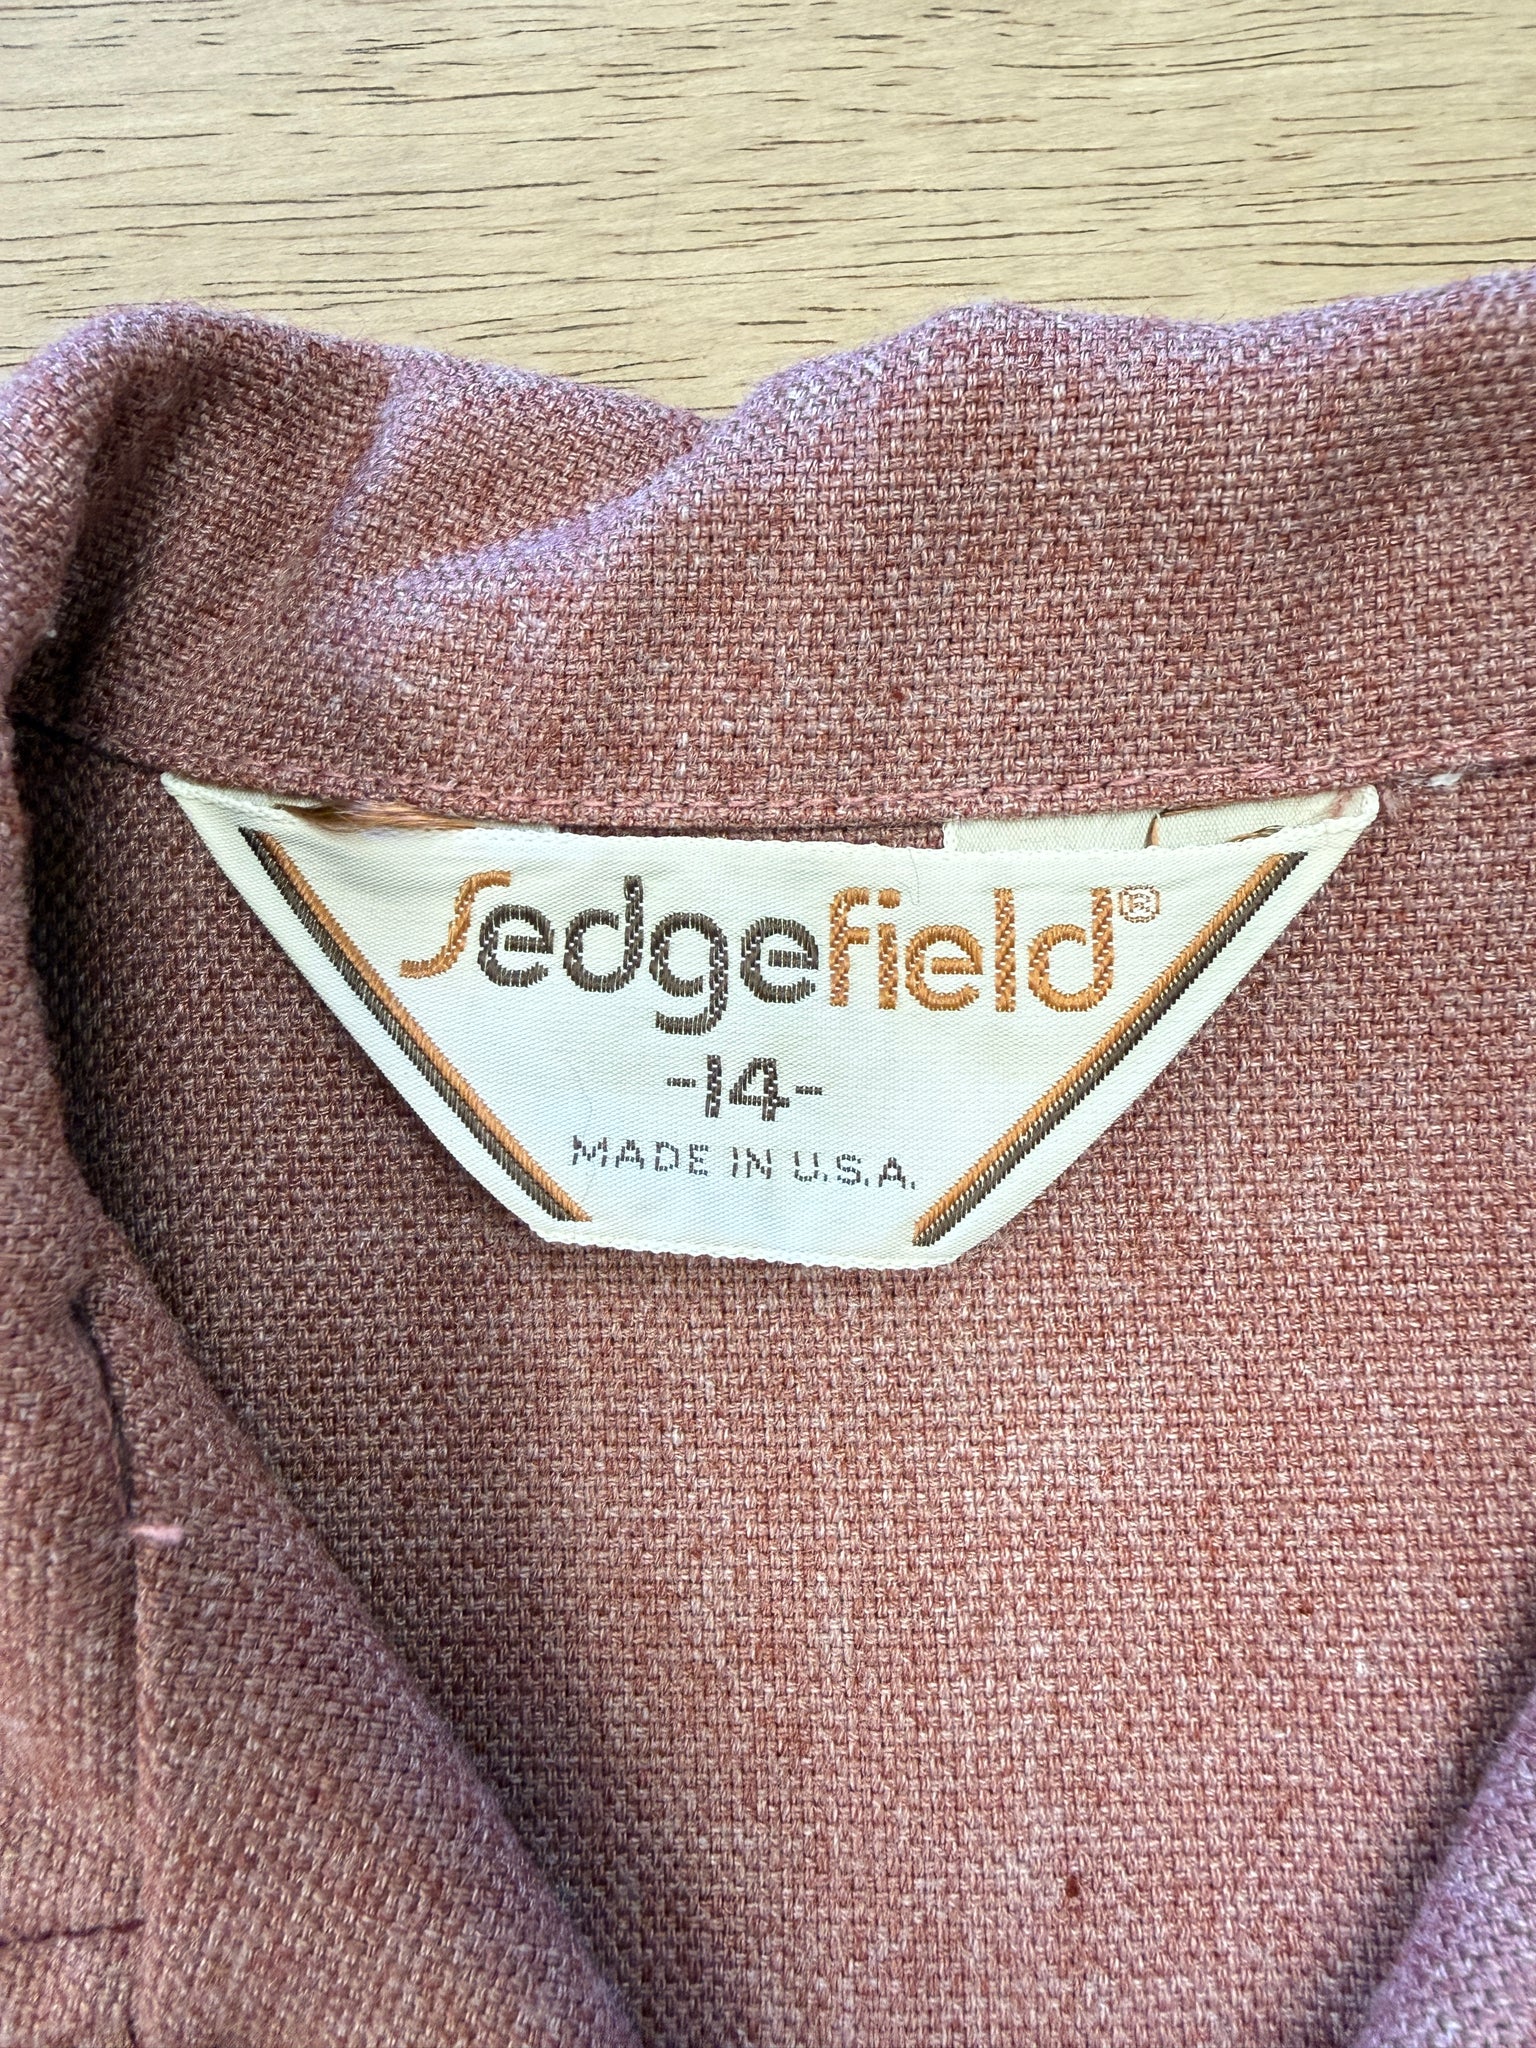 Sedgefield®
-14-
MADE IN U.S.A.